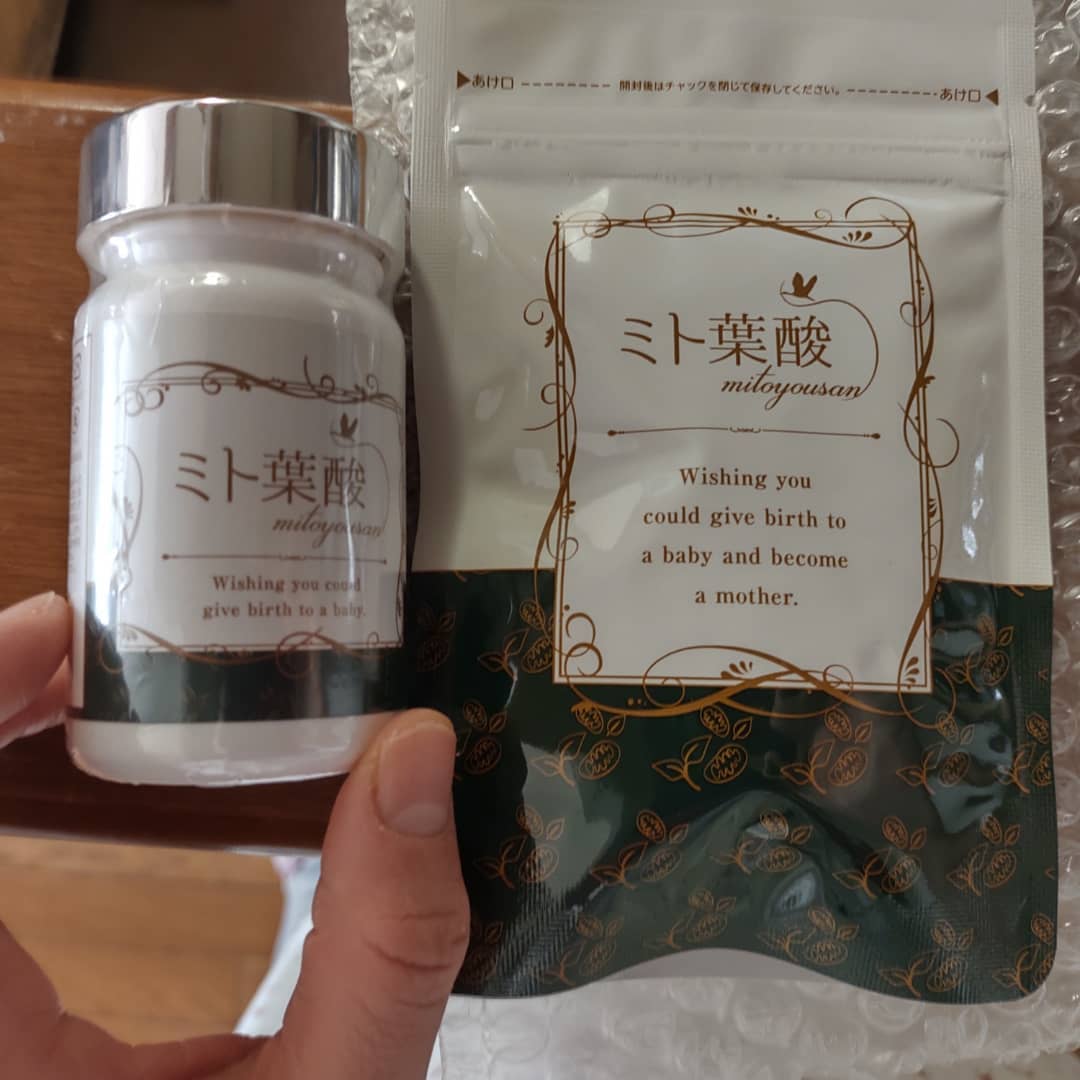 ミト葉酸
mitoyousan
Wishing you could
give birth to a baby.
あけ口
開封後はチャックを閉じて保存してください。
あけ口
ミト葉酸
mitoyousan
Wishing you
could give birth to
a baby and become
a mother.